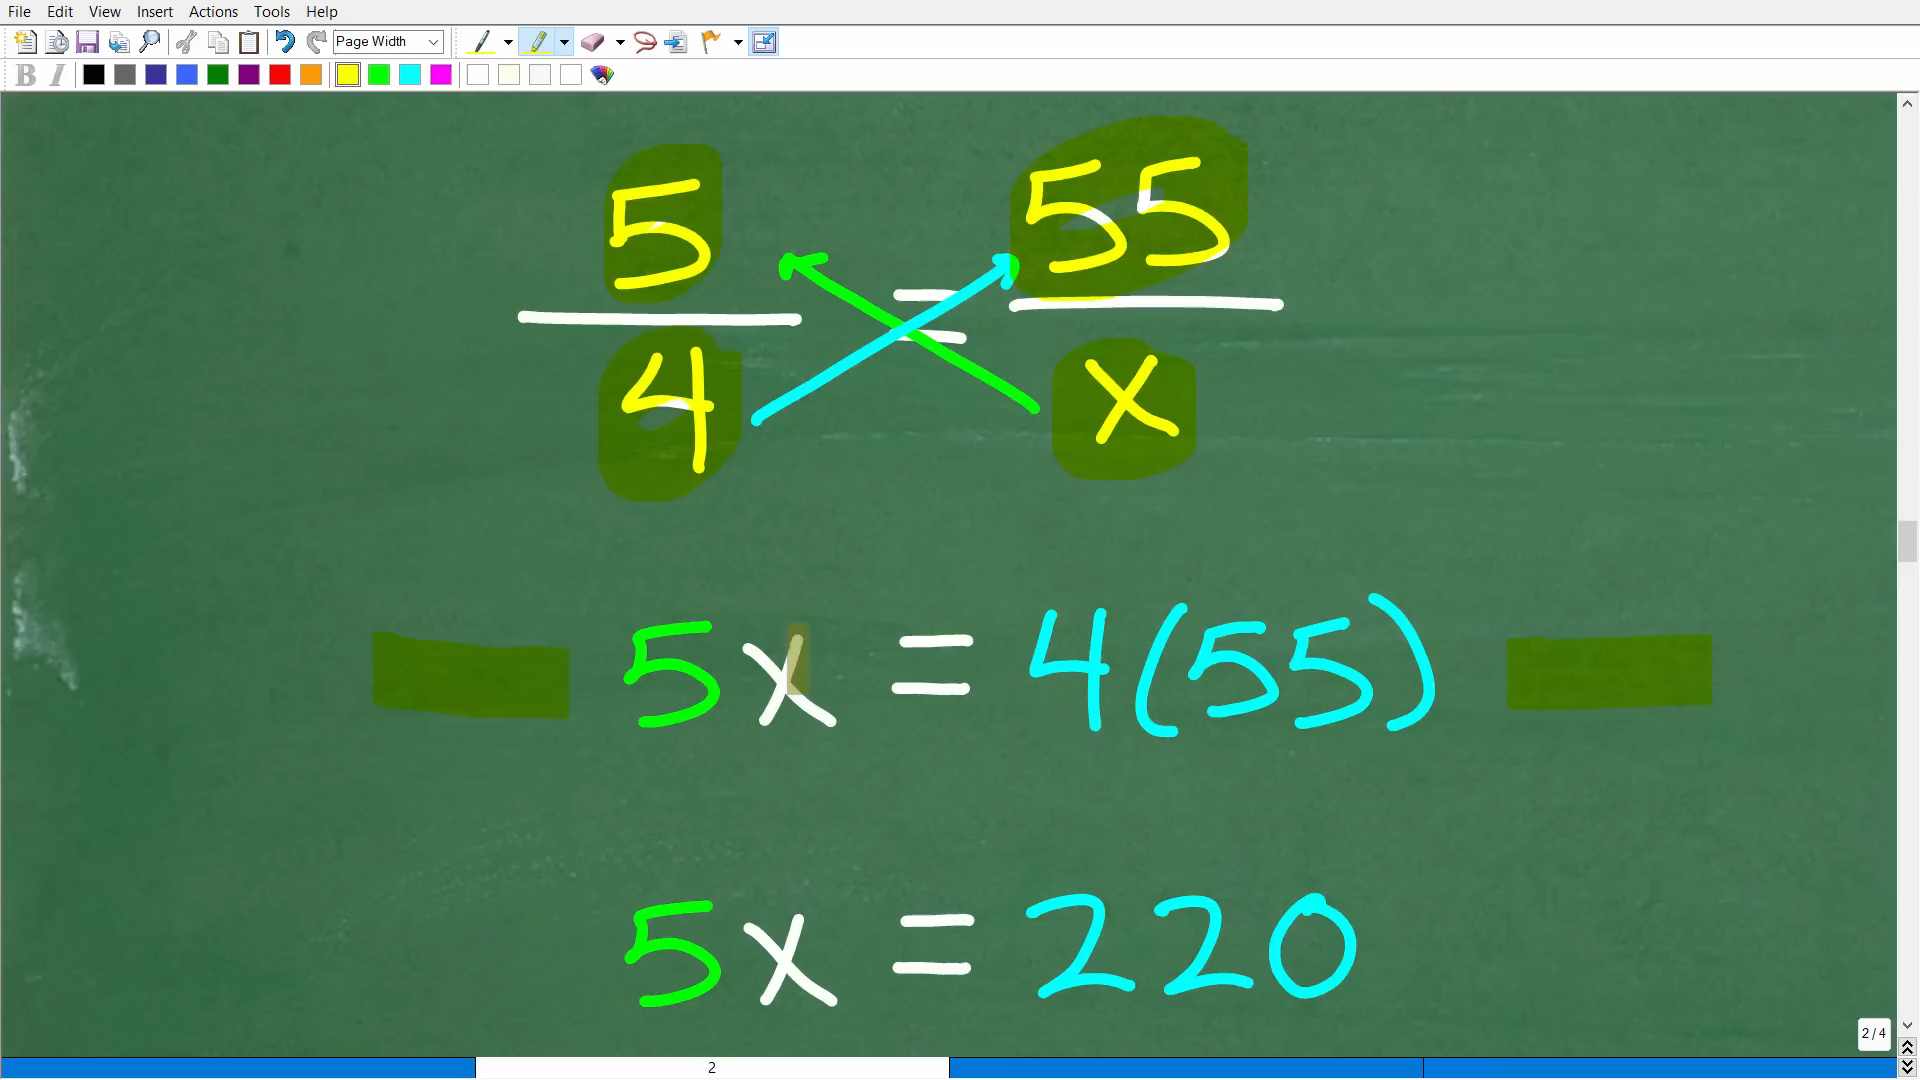 File Edit View Insert Actions Tools Help
Page Width
B I
5 55
=
4 x
5x = 4(55)
5x = 220
2 / 4
2